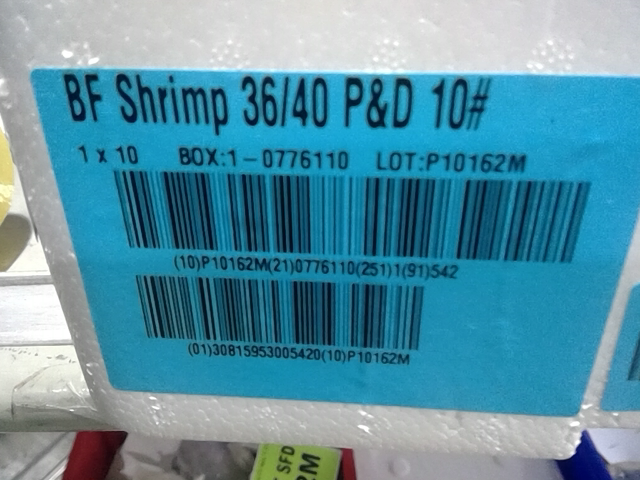 BF Shrimp 36/40 P&D 10#
1 x 10 BOX:1-0776110 LOT:P10162M
(10)P10162M(21)0776110(251)1(91)542
(01)30815953005420(10)P10162M
SFD